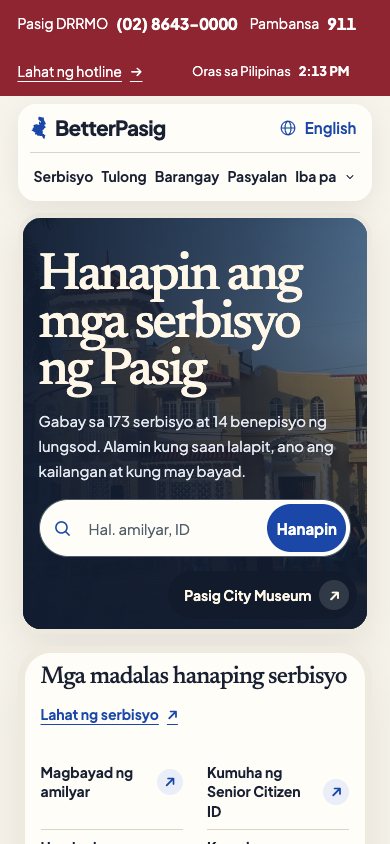 Pasig DRRMO (02) 8643-0000 Pambansa 911
Lahat ng hotline → Oras sa Pilipinas 2:13 PM
BetterPasig English
Serbisyo Tulong Barangay Pasyalan Iba pa
Hanapin ang
mga serbisyo
ng Pasig
Gabay sa 173 serbisyo at 14 benepisyo ng
lungsod. Alamin kung saan lalapit, ano ang
kailangan at kung may bayad.
Hal. amilyar, ID Hanapin
Pasig City Museum ↗
Mga madalas hanaping serbisyo
Lahat ng serbisyo ↗
Magbayad ng
amilyar ↗
Kumuha ng
Senior Citizen
ID ↗